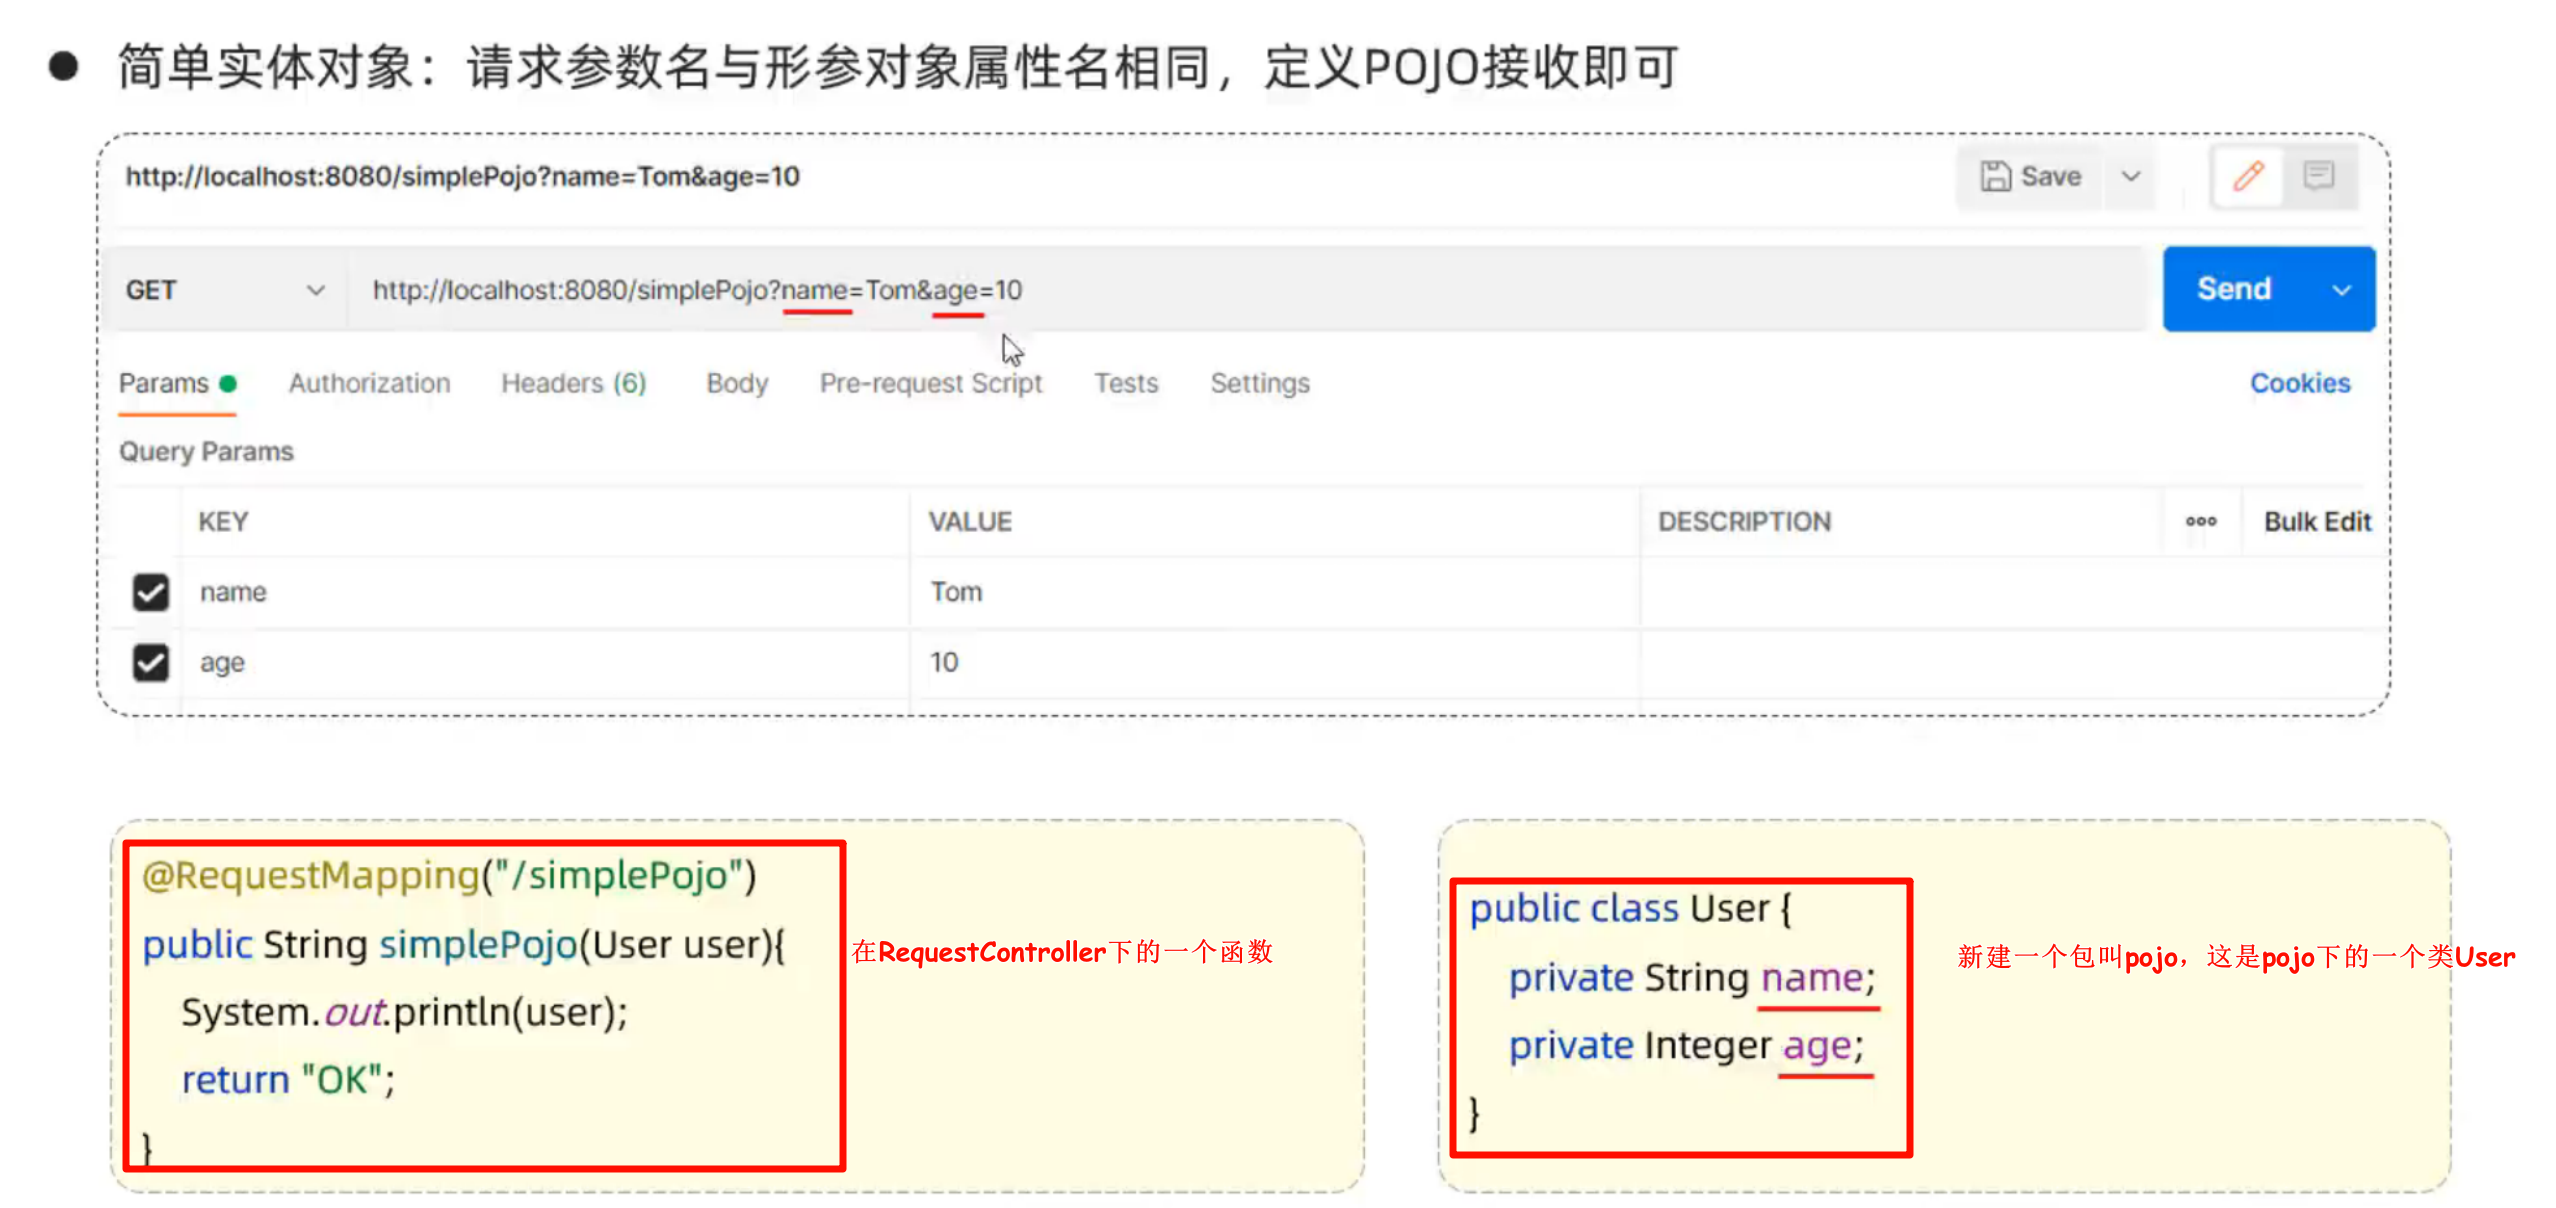 ● 简单实体对象：请求参数名与形参对象属性名相同，定义POJO接收即可
http://localhost:8080/simplePojo?name=Tom&age=10
Save
GET http://localhost:8080/simplePojo?name=Tom&age=10 Send
Params Authorization Headers (6) Body Pre-request Script Tests Settings Cookies
Query Params
KEY VALUE DESCRIPTION ooo Bulk Edit
name Tom
age 10
@RequestMapping("/simplePojo")
public String simplePojo(User user){
System.out.println(user);
return "OK";
}
在RequestController下的一个函数
public class User {
private String name;
private Integer age;
}
新建一个包叫pojo，这是pojo下的一个类User